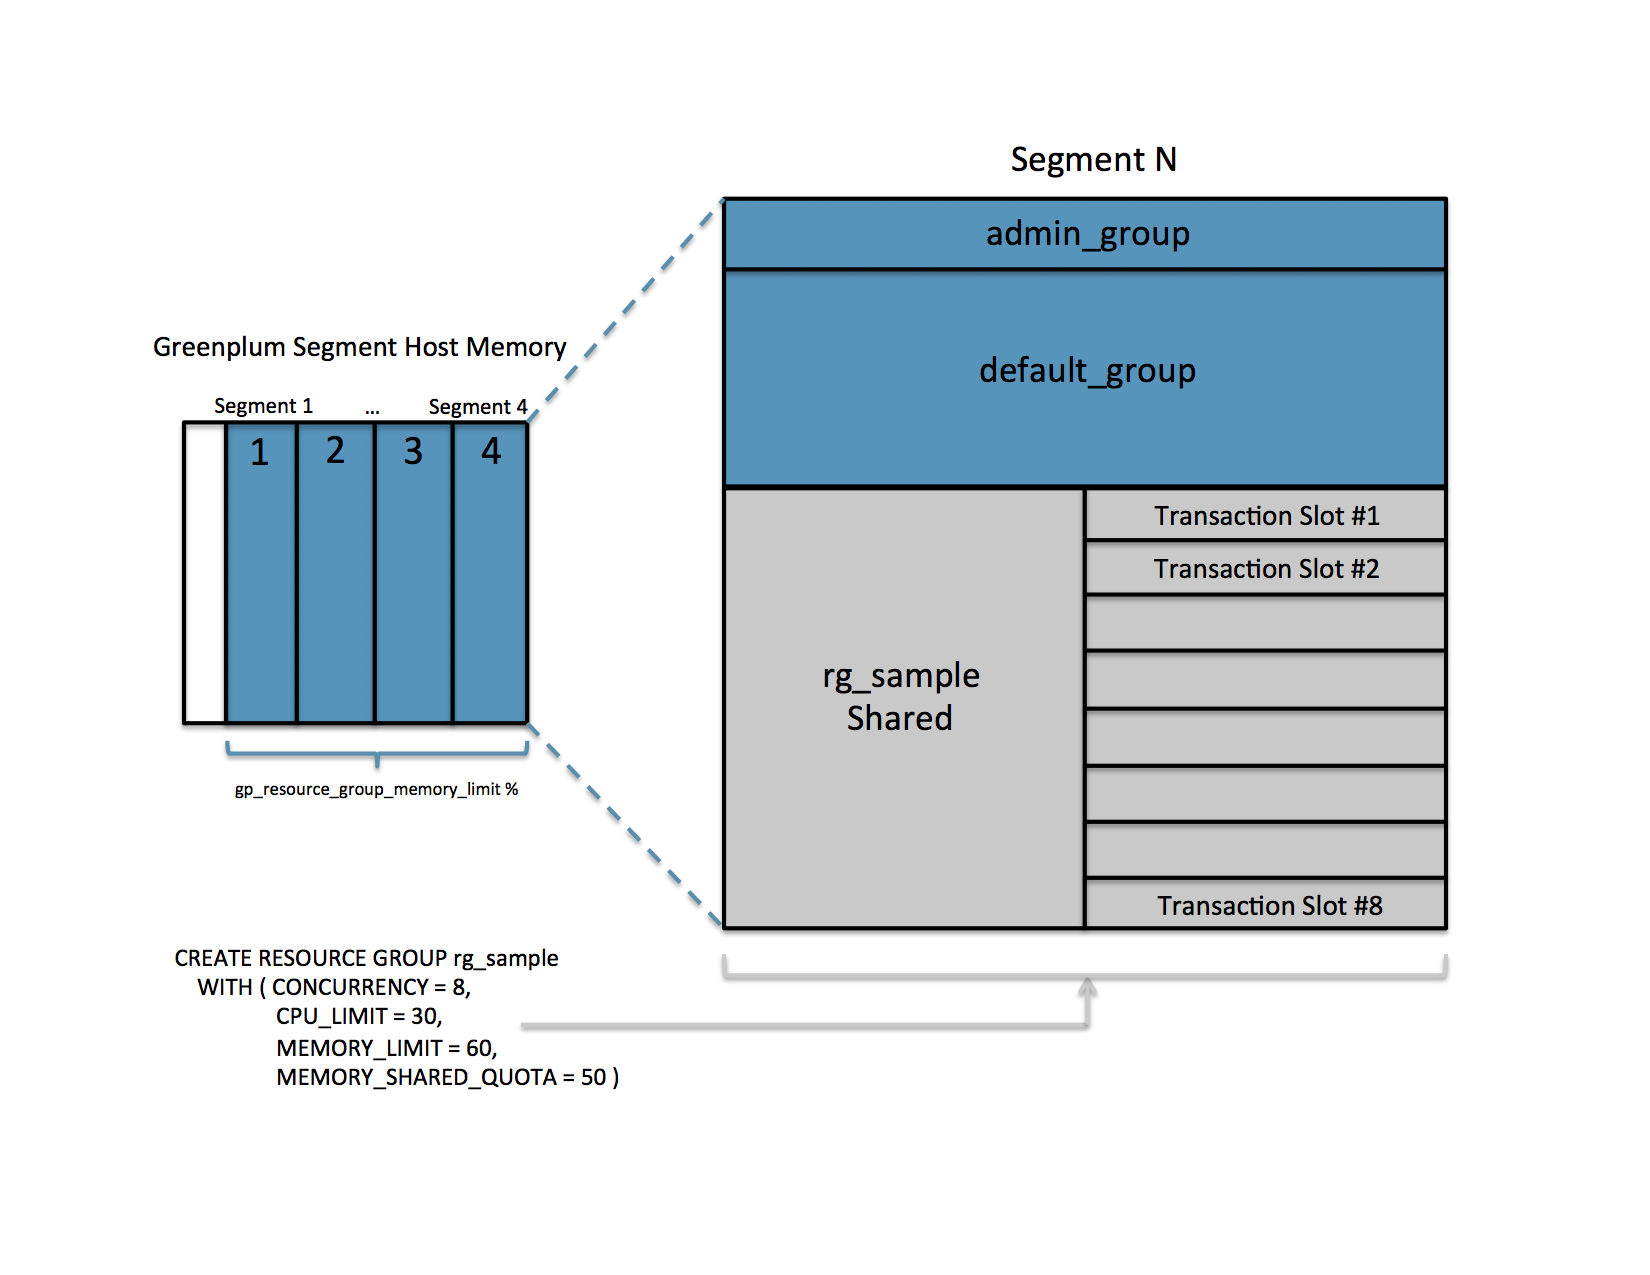 Segment N
admin_group
default_group
Greenplum Segment Host Memory
Segment 1 ... Segment 4
1 2 3 4
gp_resource_group_memory_limit %
Transaction Slot #1
Transaction Slot #2
rg_sample
Shared
Transaction Slot #8
CREATE RESOURCE GROUP rg_sample
WITH ( CONCURRENCY = 8,
CPU_LIMIT = 30,
MEMORY_LIMIT = 60,
MEMORY_SHARED_QUOTA = 50 )